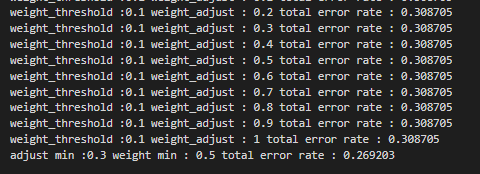 weight_threshold :0.1 weight_adjust : 0.2 total error rate : 0.308705
weight_threshold :0.1 weight_adjust : 0.3 total error rate : 0.308705
weight_threshold :0.1 weight_adjust : 0.4 total error rate : 0.308705
weight_threshold :0.1 weight_adjust : 0.5 total error rate : 0.308705
weight_threshold :0.1 weight_adjust : 0.6 total error rate : 0.308705
weight_threshold :0.1 weight_adjust : 0.7 total error rate : 0.308705
weight_threshold :0.1 weight_adjust : 0.8 total error rate : 0.308705
weight_threshold :0.1 weight_adjust : 0.9 total error rate : 0.308705
weight_threshold :0.1 weight_adjust : 1 total error rate : 0.308705
adjust min :0.3 weight min : 0.5 total error rate : 0.269203